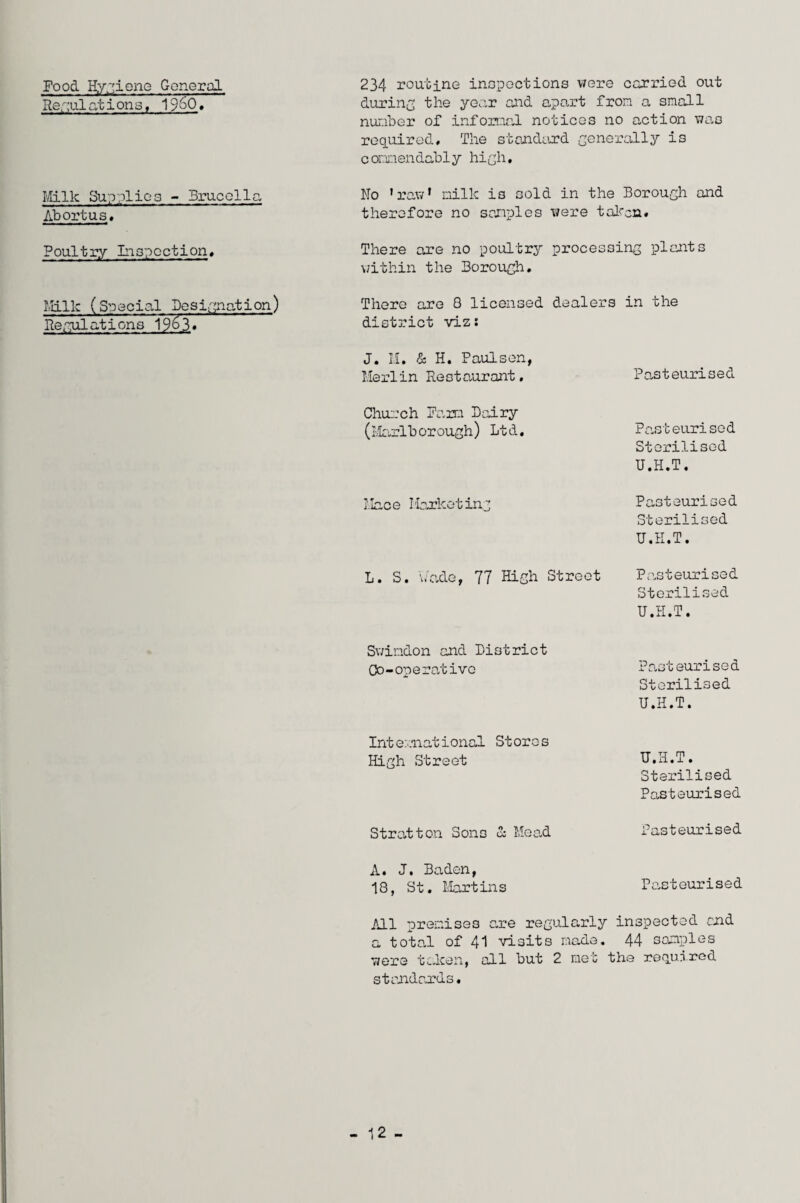 Food Hygiene General
Regulations, 1960.
234 routine inspections were carried out
during the year and apart from a small
number of informal notices no action was
required. The standard generally is
commendably high.
Milk Supplies - Brucella
Abortus.
No 'raw' milk is sold in the Borough and
therefore no samples were taken.
Poultry Inspection.
There are no poultry processing plants
within the Borough.
Milk (Special Designation)
Regulations 1963.
There are 8 licensed dealers in the
district viz:
J. M. & H. Paulsen,
Merlin Restaurant. Pasteurised
Church Farm Dairy
(Marlborough) Ltd. Pasteurised
Sterilised
U.H.T.
Mace Marketing Pasteurised
Sterilised
U.H.T.
L. S. Wade, 77 High Street Pasteurised
Sterilised
U.H.T.
Swindon and District
Co-operative Pasteurised
Sterilised
U.H.T.
International Stores
High Street U.H.T.
Sterilised
Pasteurised
Stratton Sons & Mead Pasteurised
A. J. Baden,
18, St. Martins Pasteurised
All premises are regularly inspected and
a total of 41 visits made. 44 samples
were taken, all but 2 met the required
standards.
- 12 -